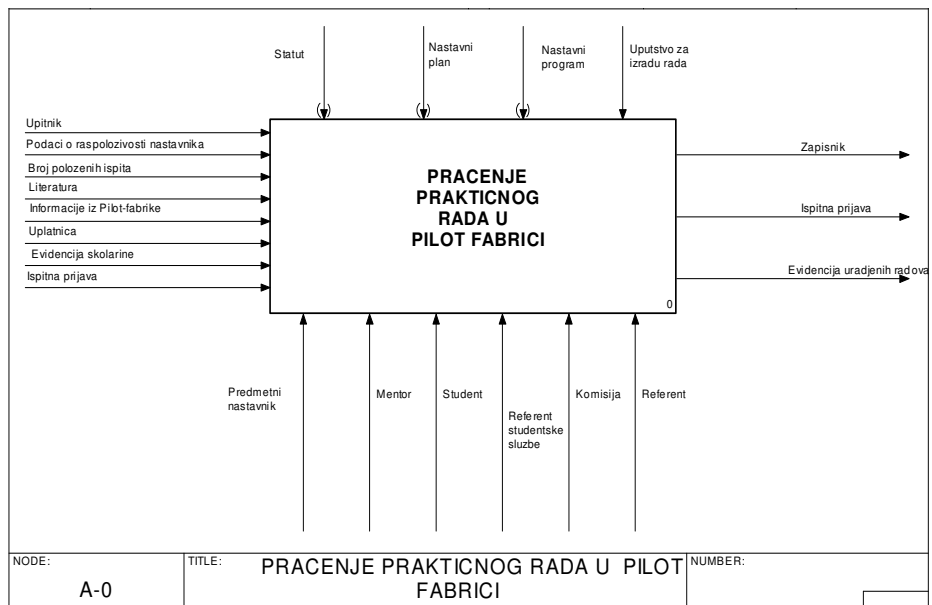 Statut
Nastavni
plan
Nastavni
program
Uputstvo za
izradu rada
Upitnik
Podaci o raspolozivosti nastavnika
Broj polozenih ispita
Literatura
Informacije iz Pilot-fabrike
Uplatnica
Evidencija skolarine
Ispitna prijava
PRACENJE
PRAKTICNOG
RADA U
PILOT FABRICI
0
Zapisnik
Ispitna prijava
Evidencija uradjenih radova
Predmetni
nastavnik
Mentor
Student
Referent
studentske
sluzbe
Komisija
Referent
NODE:
A-0
TITLE:
PRACENJE PRAKTICNOG RADA U PILOT
FABRICI
NUMBER: